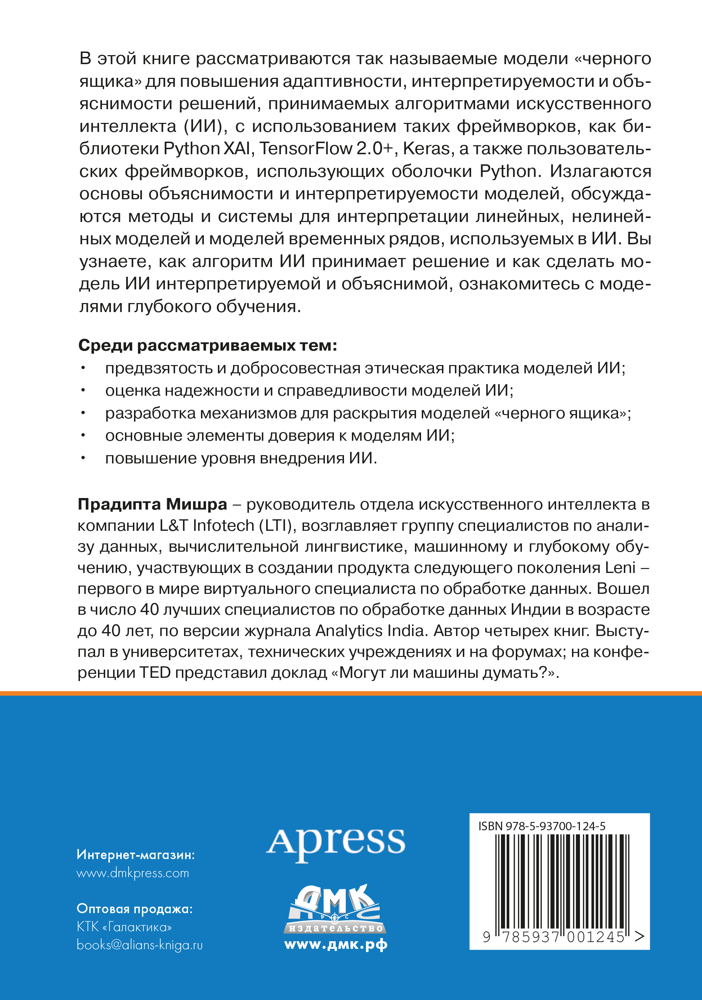 В этой книге рассматриваются так называемые модели «черного
ящика» для повышения адаптивности, интерпретируемости и объ-
яснимости решений, принимаемых алгоритмами искусственного
интеллекта (ИИ), с использованием таких фреймворков, как би-
блиотеки Python XAI, TensorFlow 2.0+, Keras, а также пользователь-
ских фреймворков, использующих оболочки Python. Излагаются
основы объяснимости и интерпретируемости моделей, обсужда-
ются методы и системы для интерпретации линейных, нелиней-
ных моделей и моделей временных рядов, используемых в ИИ. Вы
узнаете, как алгоритм ИИ принимает решение и как сделать мо-
дель ИИ интерпретируемой и объяснимой, ознакомитесь с моде-
лями глубокого обучения.
Среди рассматриваемых тем:
• предвзятость и добросовестная этическая практика моделей ИИ;
• оценка надежности и справедливости моделей ИИ;
• разработка механизмов для раскрытия моделей «черного ящика»;
• основные элементы доверия к моделям ИИ;
• повышение уровня внедрения ИИ.
Прадипта Мишра – руководитель отдела искусственного интеллекта в
компании L&T Infotech (LTI), возглавляет группу специалистов по анали-
зу данных, вычислительной лингвистике, машинному и глубокому обу-
чению, участвующих в создании продукта следующего поколения Leni –
первого в мире виртуального специалиста по обработке данных. Вошел
в число 40 лучших специалистов по обработке данных Индии в возрасте
до 40 лет, по версии журнала Analytics India. Автор четырех книг. Высту-
пал в университетах, технических учреждениях и на форумах; на конфе-
ренции TED представил доклад «Могут ли машины думать?».
Интернет-магазин:
www.dmkpress.com
Оптовая продажа:
КТК «Галактика»
books@alians-kniga.ru
Apress
ДМК
ПРЕСС
издательство
www.дмк.рф
ISBN 978-5-93700-124-5
9 785937 001245 >